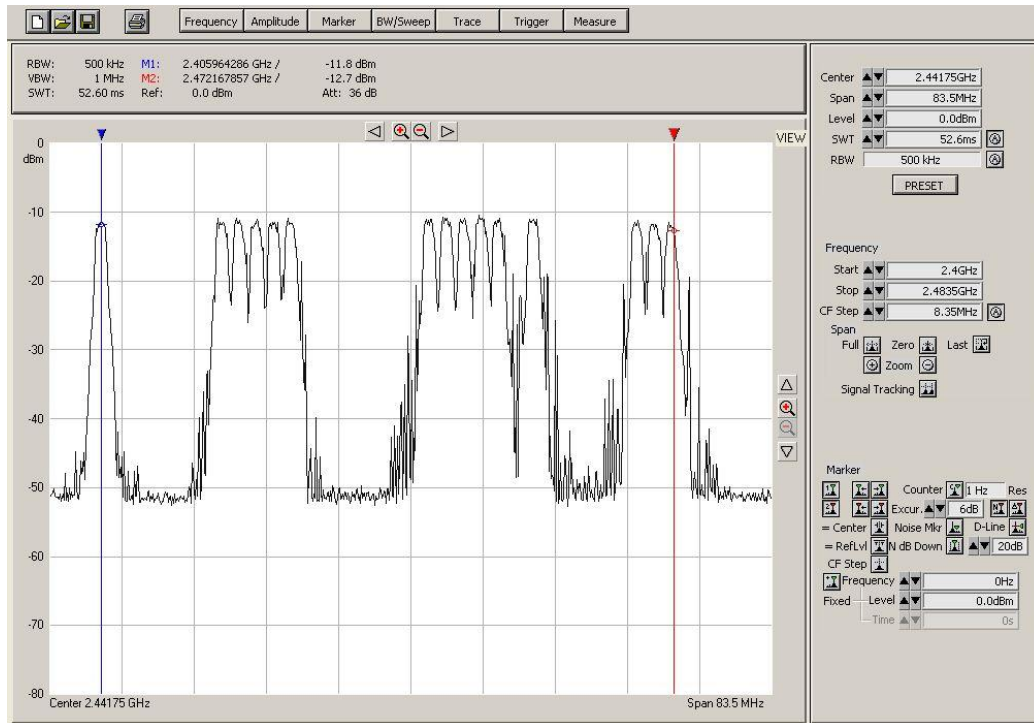 Frequency Amplitude Marker BW/Sweep Trace Trigger Measure
RBW: 500 kHz M1: 2.405964286 GHz / -11.8 dBm
VBW: 1 MHz M2: 2.472167857 GHz / -12.7 dBm
SWT: 52.60 ms Ref: 0.0 dBm Att: 36 dB
VIEW
0
dBm
-10
-20
-30
-40
-50
-60
-70
-80
Center 2.44175 GHz Span 83.5 MHz
Center 2.44175GHz
Span 83.5MHz
Level 0.0dBm
SWT 52.6ms
RBW 500 kHz
PRESET
Frequency
Start 2.4GHz
Stop 2.4835GHz
CF Step 8.35MHz
Span
Full Zero Last
Zoom
Signal Tracking
Marker
Counter 1 Hz Res
Excur. 6dB
= Center Noise Mkr D-Line
= RefLvl N dB Down 20dB
CF Step
Frequency 0Hz
Fixed Level 0.0dBm
Time 0s